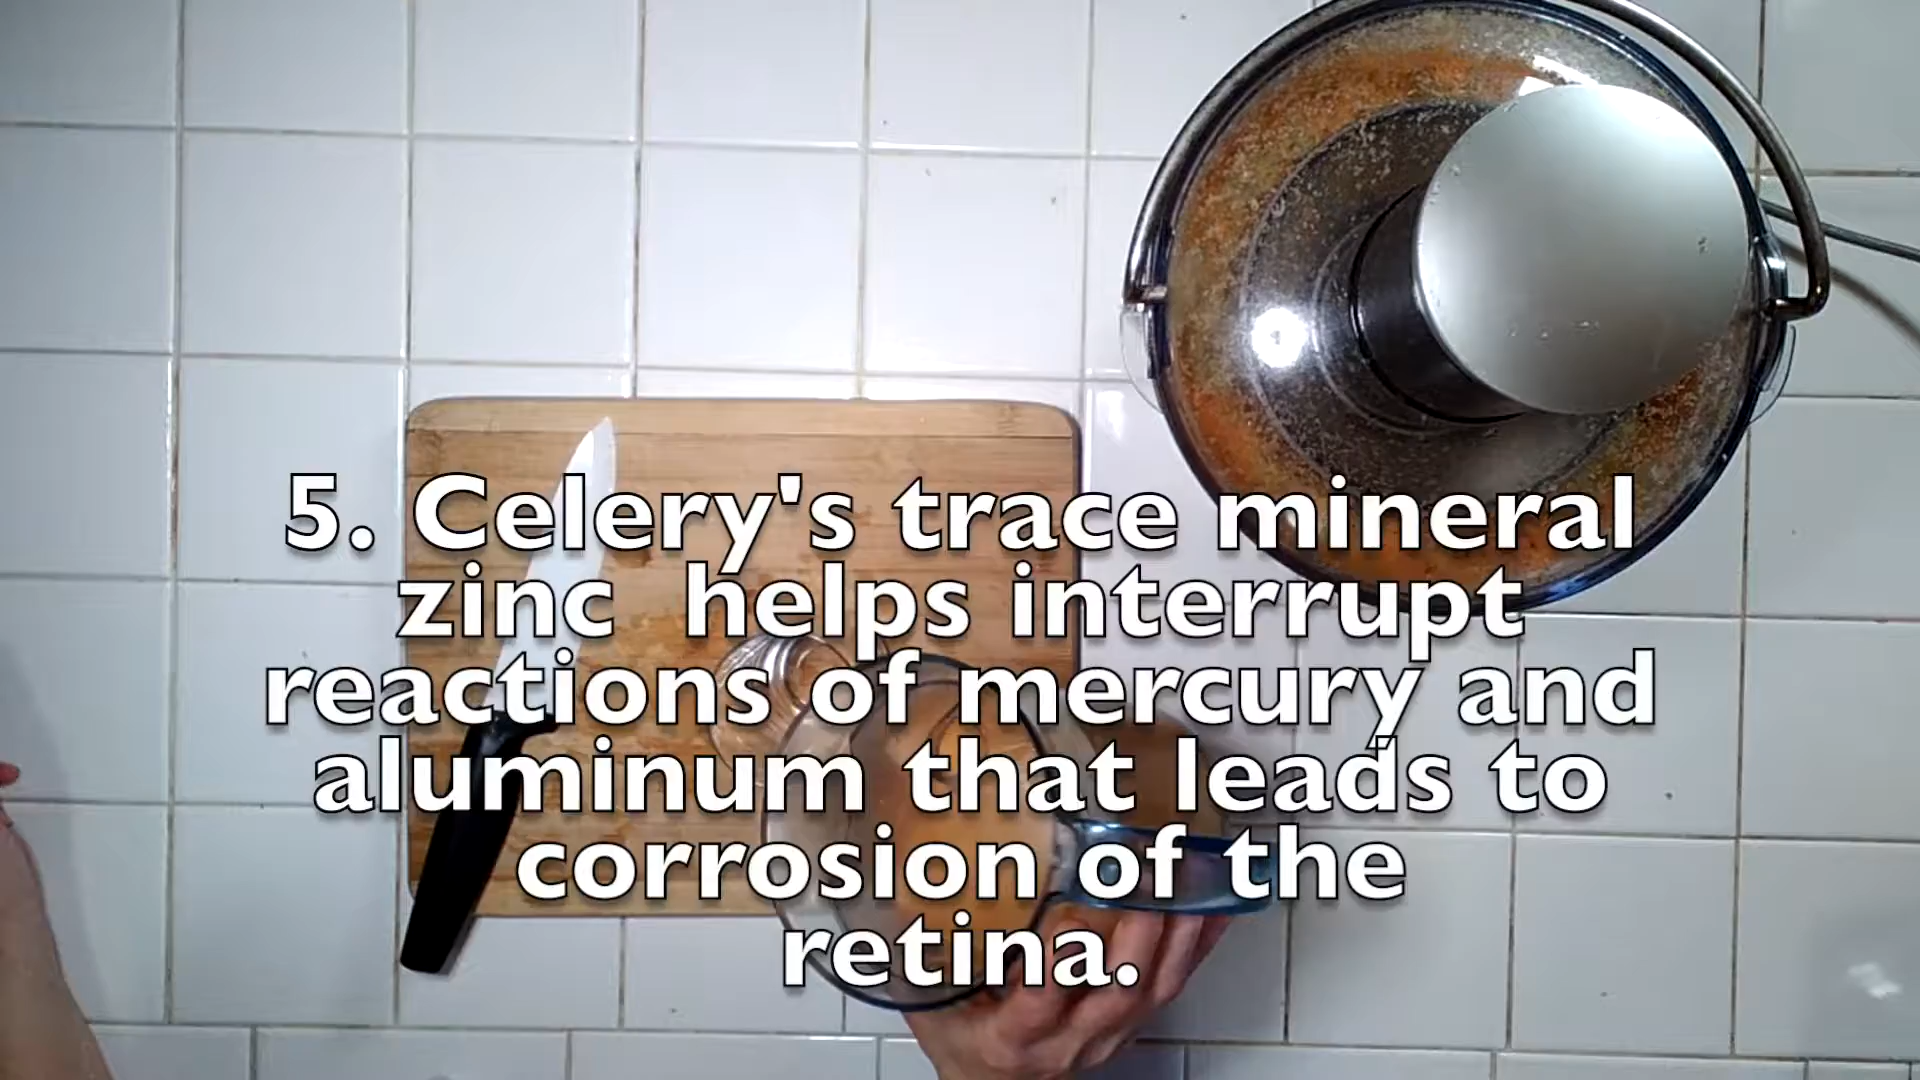 5. Celery's trace mineral
zinc  helps interrupt
reactions of mercury and
aluminum that leads to
corrosion of the
retina.